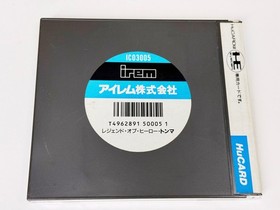 IC03005
irem
アイレム株式会社
T4962891 50005 1
レジェンド・オブ・ヒーロー・トンマ
HE
HuCARD